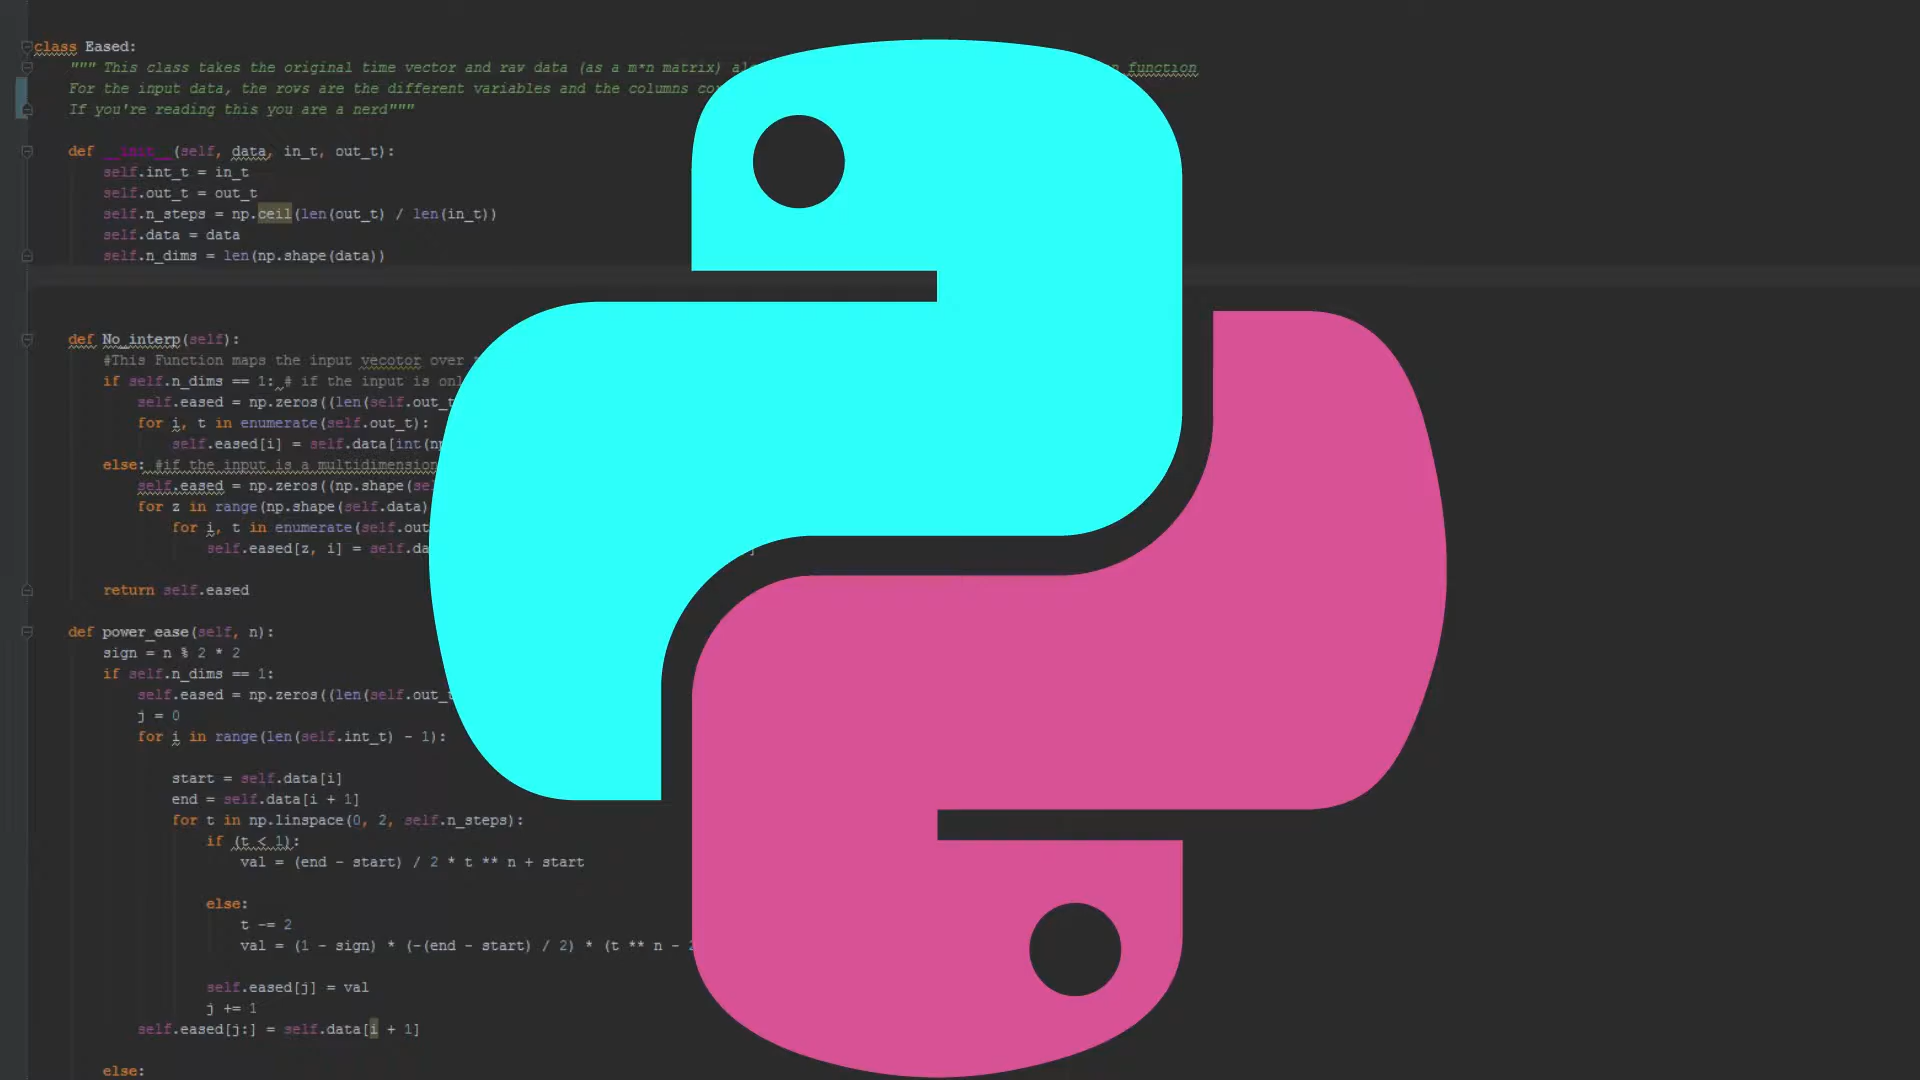 class Eased:
""" This class takes the original time vector and raw data (as a m*n matrix) function
For the input data, the rows are the different variables and the columns
If you're reading this you are a nerd"""
def __init__(self, data, in_t, out_t):
self.int_t = in_t
self.out_t = out_t
self.n_steps = np.ceil(len(out_t) / len(in_t))
self.data = data
self.n_dims = len(np.shape(data))
def No_interp(self):
#This Function maps the input vecotor over
if self.n_dims == 1: # if the input is
self.eased = np.zeros((len(self.out_t
for i, t in enumerate(self.out_t):
self.eased[i] = self.data[int(
else: #if the input is a multidimension
self.eased = np.zeros((np.shape(
for z in range(np.shape(self.data)
for i, t in enumerate(self.out
self.eased[z, i] = self.
return self.eased
def power_ease(self, n):
sign = n % 2 * 2
if self.n_dims == 1:
self.eased = np.zeros((len(self.out_
j = 0
for i in range(len(self.int_t) - 1):
start = self.data[i]
end = self.data[i + 1]
for t in np.linspace(0, 2, self.n_steps):
if (t < 1):
val = (end - start) / 2 * t ** n + start
else:
t -= 2
val = (1 - sign) * (-(end - start) / 2) * (t ** n -
self.eased[j] = val
j += 1
self.eased[j:] = self.data[i + 1]
else: